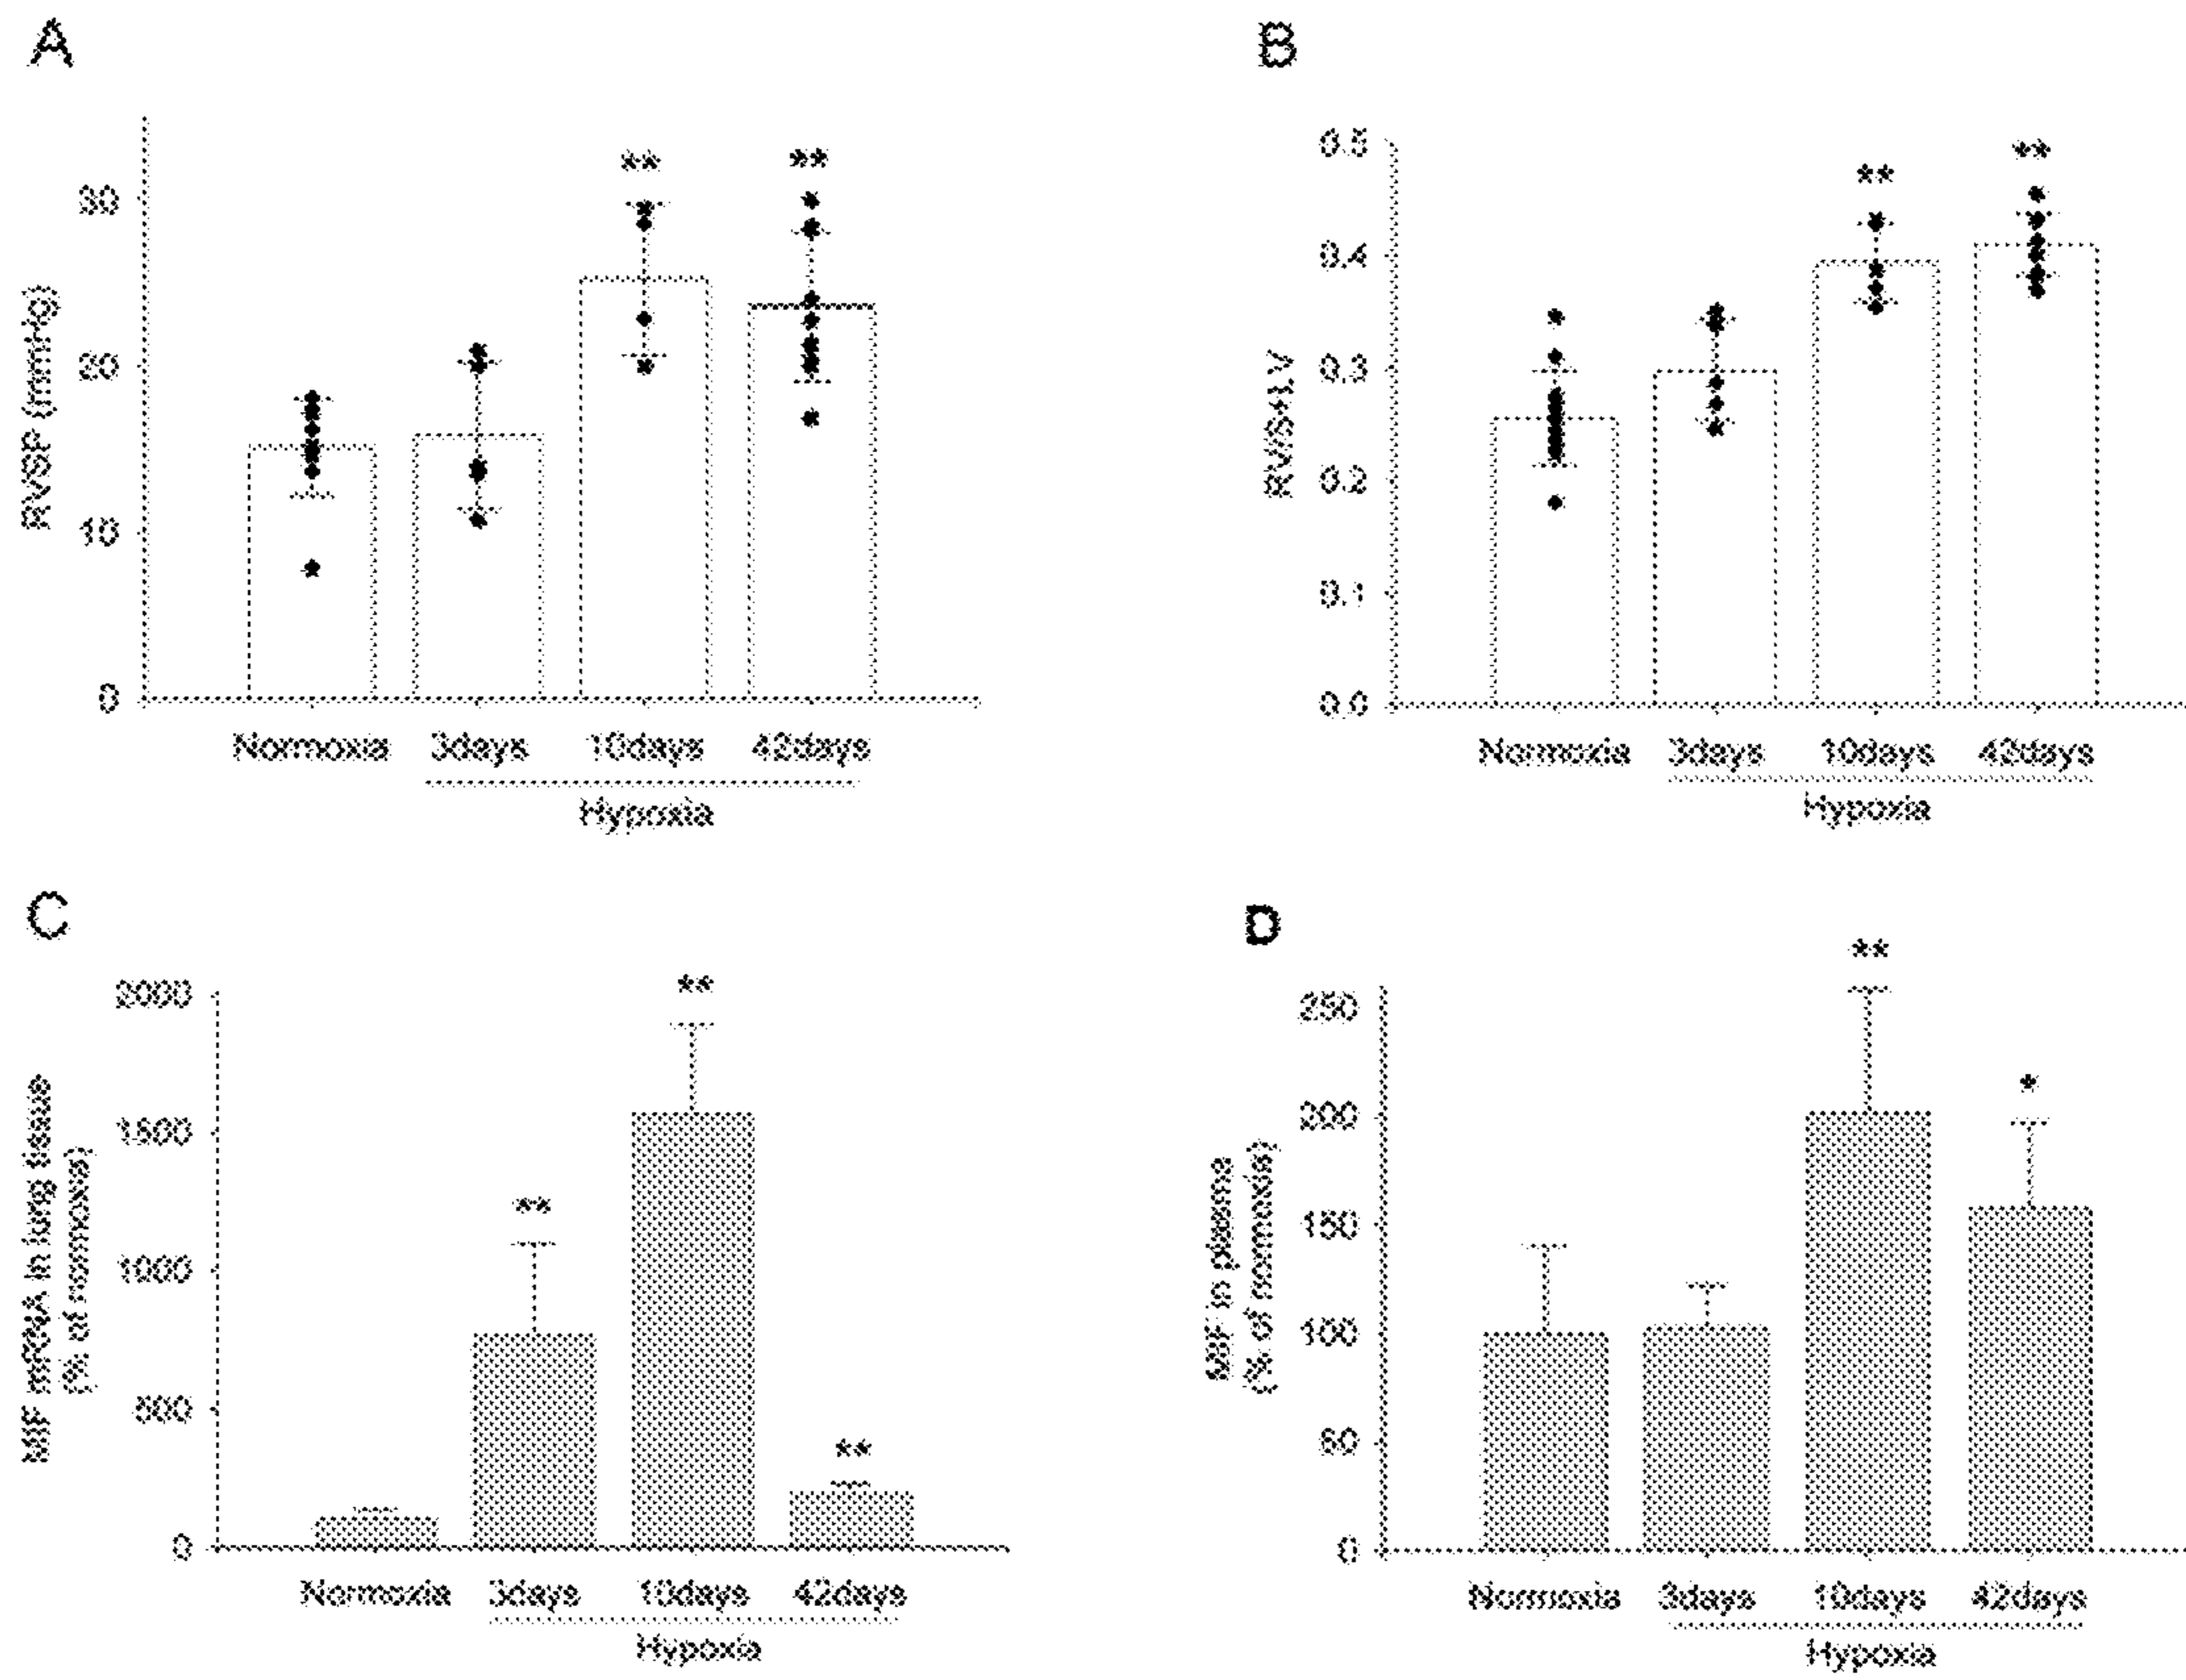 A
RVSP (mmHg)
30
20
10
0
**
**
Normoxia 3days 10days 42days
Hypoxia
B
RV/S+LV
0.5
0.4
0.3
0.2
0.1
0.0
**
**
Normoxia 3days 10days 42days
Hypoxia
C
MIF mRNA in lung tissue
(% of normoxia)
2000
1500
1000
500
0
**
**
**
Normoxia 3days 10days 42days
Hypoxia
D
MIF in plasma
(% of normoxia)
250
200
150
100
50
0
**
*
Normoxia 3days 10days 42days
Hypoxia